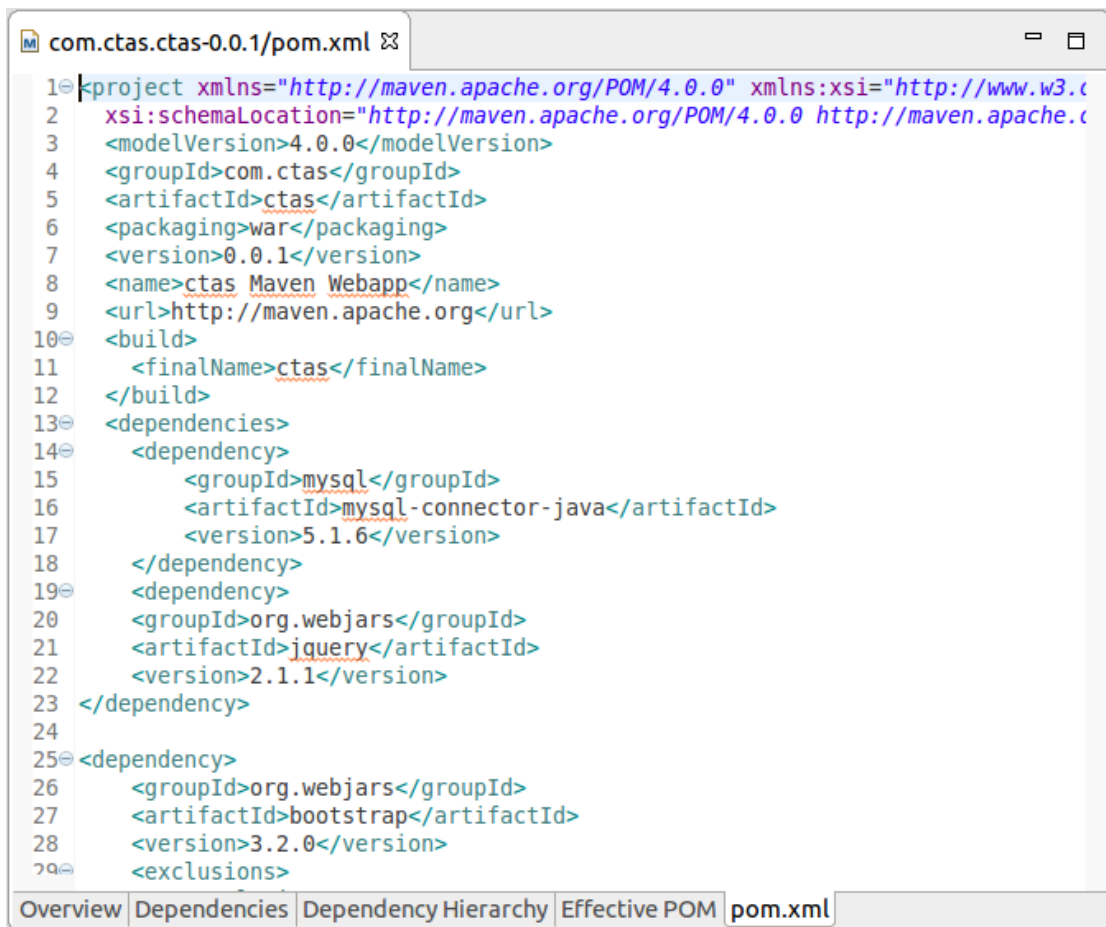 com.ctas.ctas-0.0.1/pom.xml
1 <project xmlns="http://maven.apache.org/POM/4.0.0" xmlns:xsi="http://www.w3.
2 xsi:schemaLocation="http://maven.apache.org/POM/4.0.0 http://maven.apache.
3 <modelVersion>4.0.0</modelVersion>
4 <groupId>com.ctas</groupId>
5 <artifactId>ctas</artifactId>
6 <packaging>war</packaging>
7 <version>0.0.1</version>
8 <name>ctas Maven Webapp</name>
9 <url>http://maven.apache.org</url>
10 <build>
11 <finalName>ctas</finalName>
12 </build>
13 <dependencies>
14 <dependency>
15 <groupId>mysql</groupId>
16 <artifactId>mysql-connector-java</artifactId>
17 <version>5.1.6</version>
18 </dependency>
19 <dependency>
20 <groupId>org.webjars</groupId>
21 <artifactId>jquery</artifactId>
22 <version>2.1.1</version>
23 </dependency>
24
25 <dependency>
26 <groupId>org.webjars</groupId>
27 <artifactId>bootstrap</artifactId>
28 <version>3.2.0</version>
29 <exclusions>
Overview Dependencies Dependency Hierarchy Effective POM pom.xml